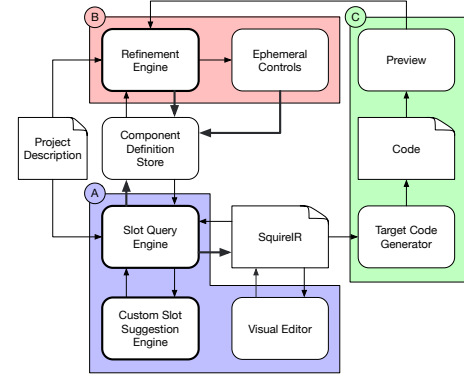 B
C
Refinement
Engine
Ephemeral
Controls
Preview
Project
Description
Component
Definition
Store
Code
A
Slot Query
Engine
SquireIR
Target Code
Generator
Custom Slot
Suggestion
Engine
Visual Editor